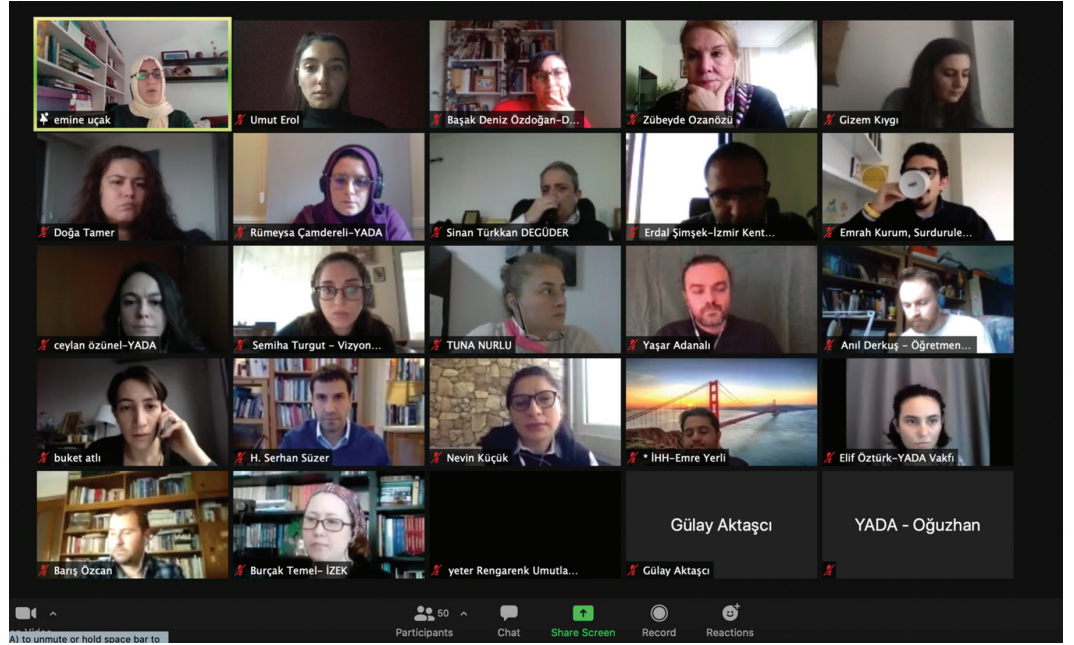 emine uçak
Umut Erol
Başak Deniz Özdoğan-D...
Zübeyde Ozanözü
Gizem Kıygı
Doğa Tamer
Rümeysa Çamdereli-YADA
Sinan Türkkan DEGÜDER
Erdal Şimşek-İzmir Kent...
Emrah Kurum, Surdurule...
ceylan özünel-YADA
Semiha Turgut - Vizyon...
TUNA NURLU
Yaşar Adanalı
Anıl Derkuş - Öğretmen...
buket atlı
H. Serhan Süzer
Nevin Küçük
* İHH-Emre Yerli
Elif Öztürk-YADA Vakfı
Barış Özcan
Burçak Temel- İZEK
yeter Rengarenk Umutla...
Gülay Aktaşcı
Gülay Aktaşcı
YADA - Oğuzhan
50
Participants
Chat
Share Screen
Record
Reactions
A) to unmute or hold space bar to